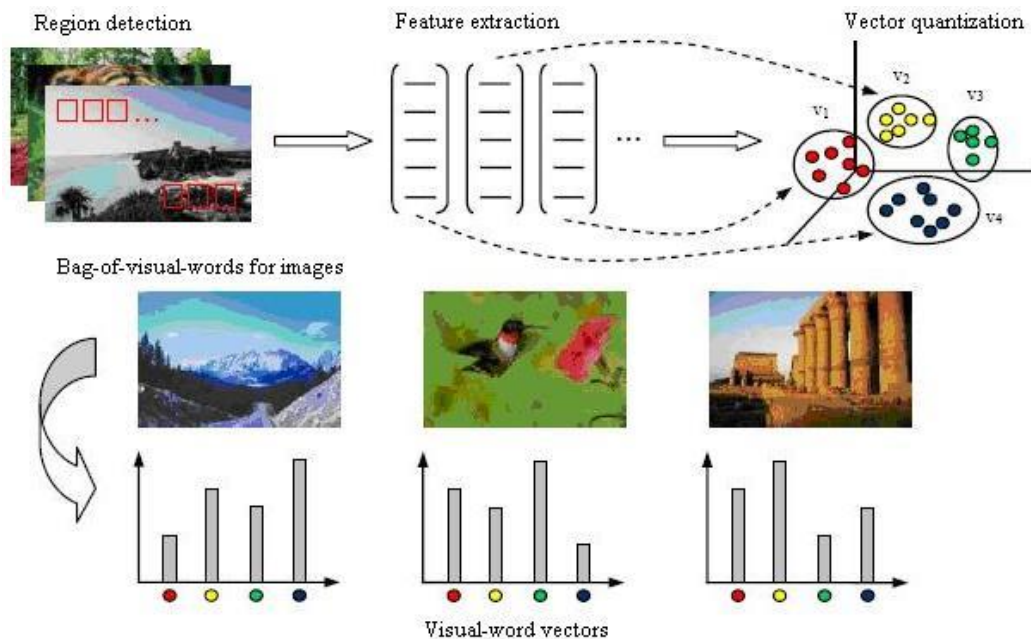 Region detection
Feature extraction
Vector quantization
...
...
v1
v2
v3
v4
Bag-of-visual-words for images
Visual-word vectors